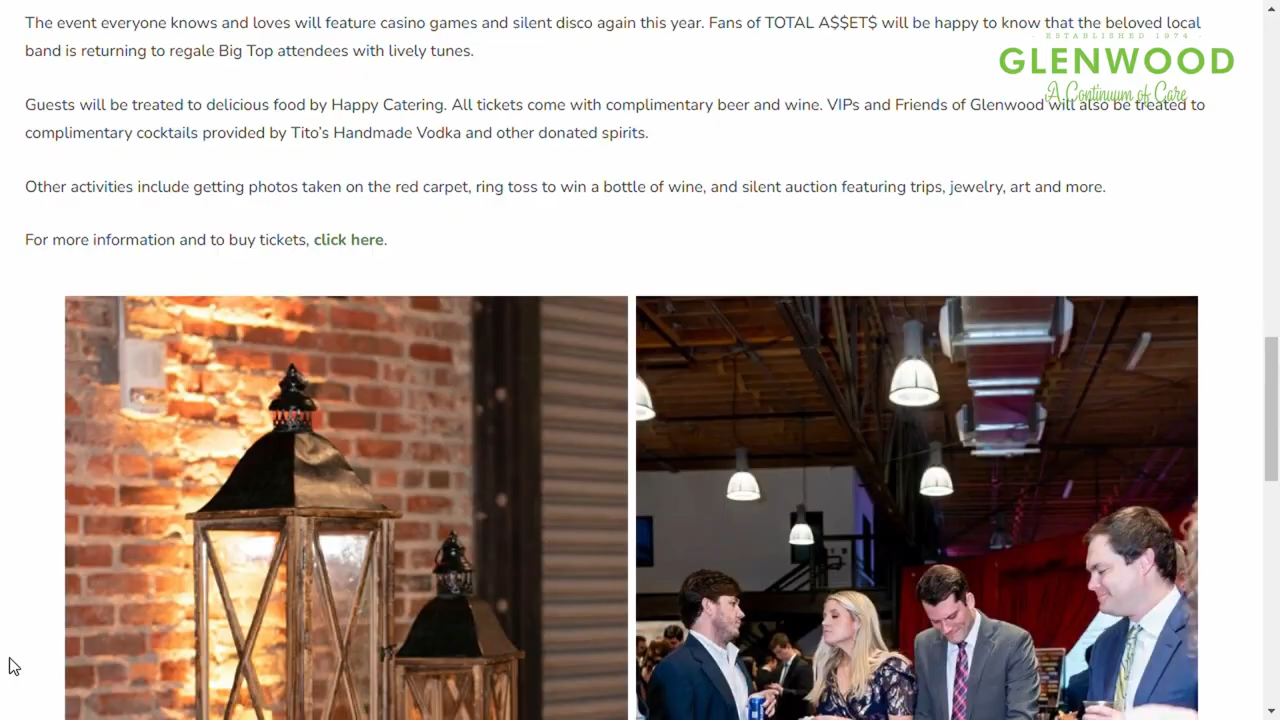 The event everyone knows and loves will feature casino games and silent disco again this year. Fans of TOTAL A$$ET$ will be happy to know that the beloved local
band is returning to regale Big Top attendees with lively tunes.
· ESTABLISHED 1974 ·
GLENWOOD
A Continuum of Care
Guests will be treated to delicious food by Happy Catering. All tickets come with complimentary beer and wine. VIPs and Friends of Glenwood will also be treated to
complimentary cocktails provided by Tito’s Handmade Vodka and other donated spirits.
Other activities include getting photos taken on the red carpet, ring toss to win a bottle of wine, and silent auction featuring trips, jewelry, art and more.
For more information and to buy tickets, click here.